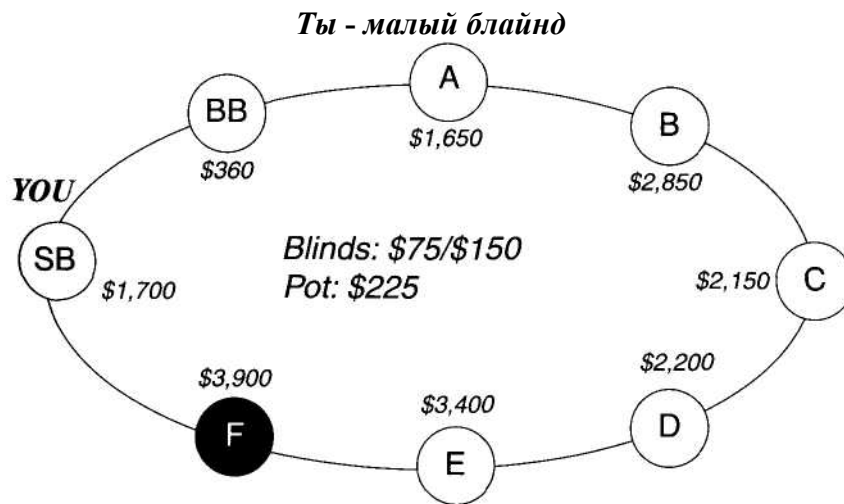 Ты - малый блайнд
A
BB
B
$1,650
$360
$2,850
YOU
Blinds: $75/$150
SB
$1,700
Pot: $225
$2,150
C
$3,900
$2,200
$3,400
F
D
E